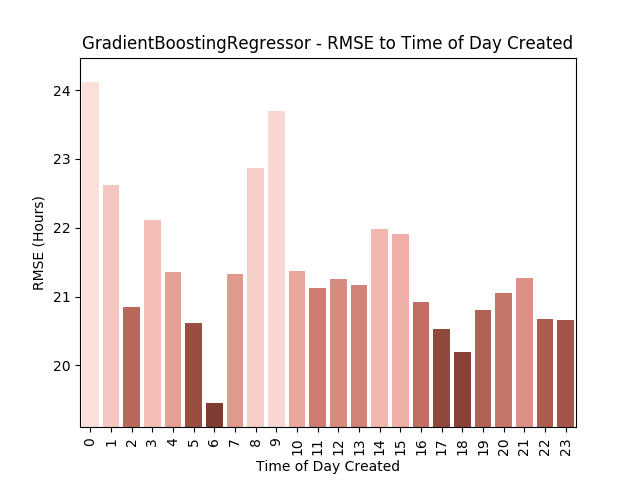 GradientBoostingRegressor - RMSE to Time of Day Created
24
23
22
21
20
RMSE (Hours)
0 1 2 3 4 5 6 7 8 9 10 11 12 13 14 15 16 17 18 19 20 21 22 23
Time of Day Created